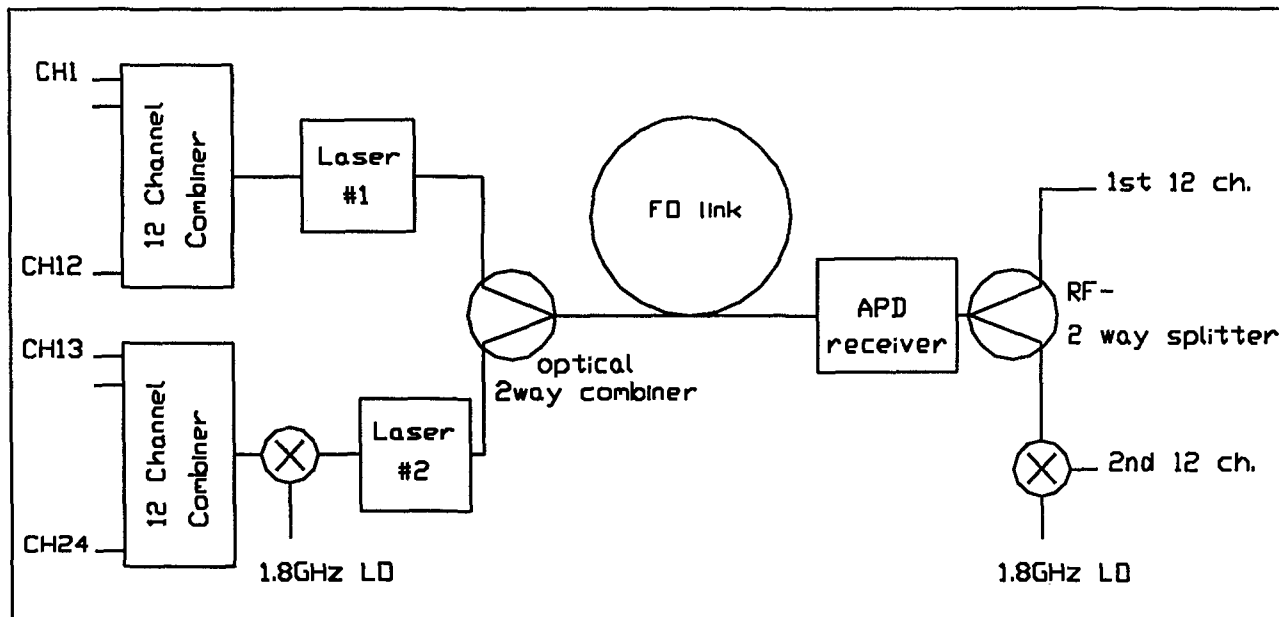 CH1
12 Channel
Combiner
CH12
Laser
#1
FO link
1st 12 ch.
RF-
2 way splitter
APD
receiver
optical
2way combiner
CH13
12 Channel
Combiner
CH24
Laser
#2
2nd 12 ch.
1.8GHz LO
1.8GHz LO